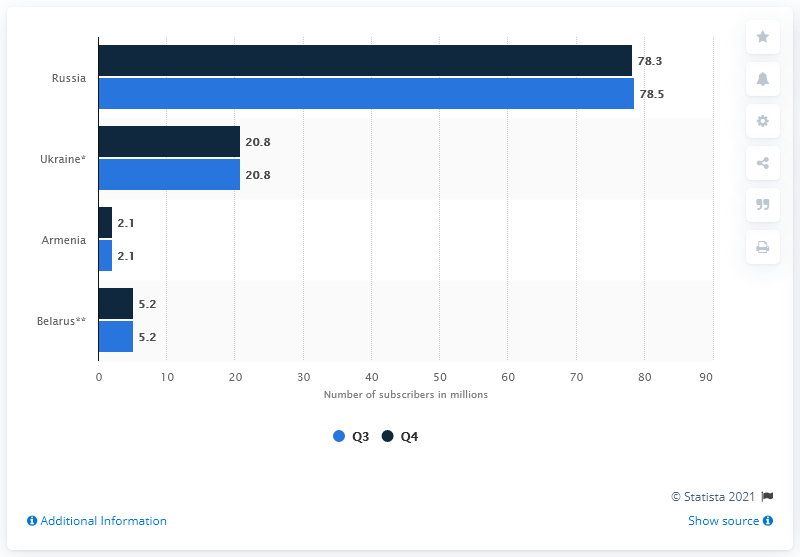 Russia
78.3
78.5
Ukraine*
20.8
20.8
Armenia
2.1
2.1
Belarus**
5.2
5.2
0 10 20 30 40 50 60 70 80 90
Number of subscribers in millions
Q3 Q4
© Statista 2021
Additional Information
Show source